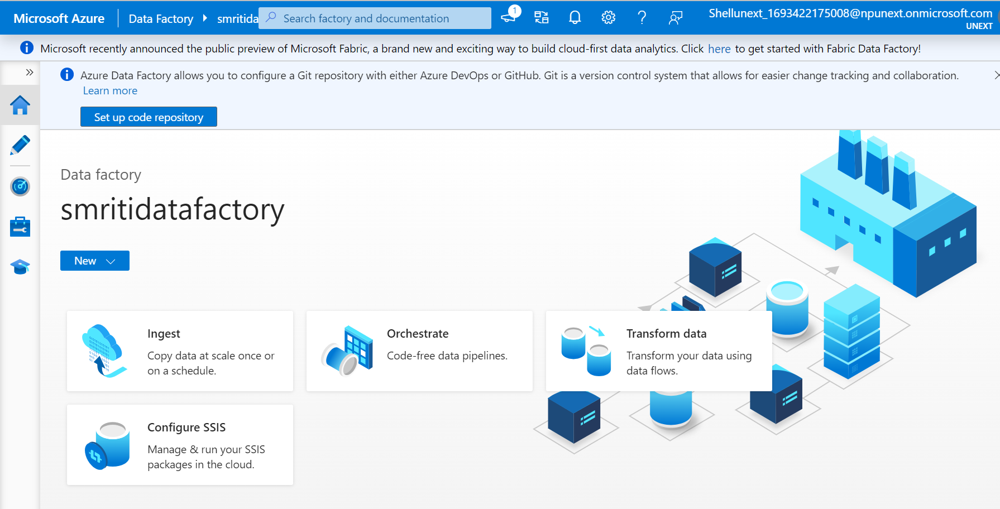 Microsoft Azure
Data Factory
smritida
Search factory and documentation
1
Shellunext_1693422175008@npunext.onmicrosoft.com
UNEXT
Microsoft recently announced the public preview of Microsoft Fabric, a brand new and exciting way to build cloud-first data analytics. Click here to get started with Fabric Data Factory!
Azure Data Factory allows you to configure a Git repository with either Azure DevOps or GitHub. Git is a version control system that allows for easier change tracking and collaboration.
Learn more
Set up code repository
Data factory
smritidatafactory
New
Ingest
Copy data at scale once or
on a schedule.
Orchestrate
Code-free data pipelines.
Transform data
Transform your data using
data flows.
Configure SSIS
Manage & run your SSIS
packages in the cloud.